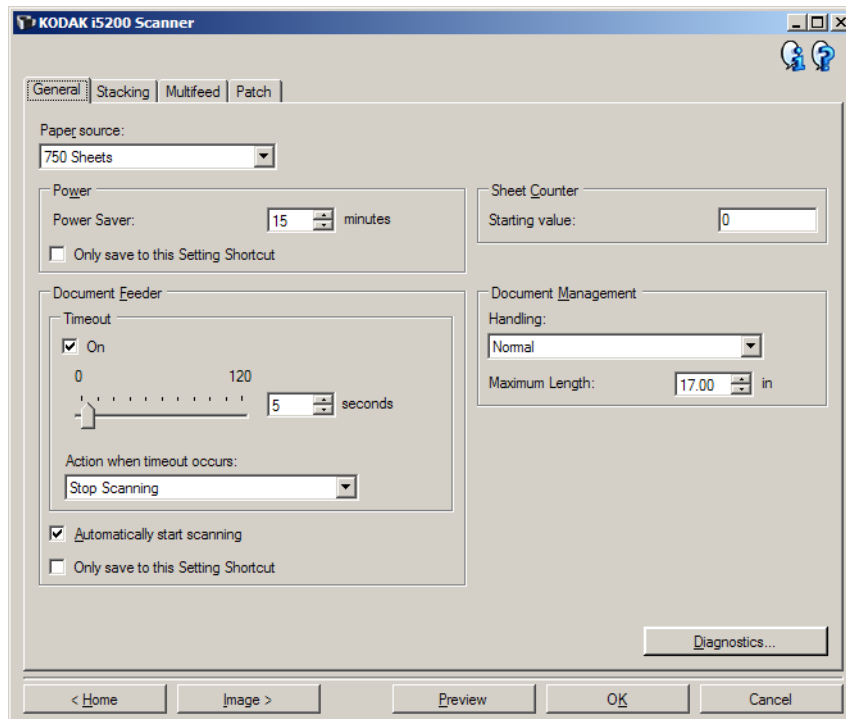 KODAK i5200 Scanner
General Stacking Multifeed Patch
Paper source:
750 Sheets
Power
Power Saver: 15 minutes
Only save to this Setting Shortcut
Sheet Counter
Starting value: 0
Document Feeder
Timeout
On
0 120
5 seconds
Action when timeout occurs:
Stop Scanning
Automatically start scanning
Only save to this Setting Shortcut
Document Management
Handling:
Normal
Maximum Length: 17.00 in
Diagnostics...
< Home Image > Preview OK Cancel